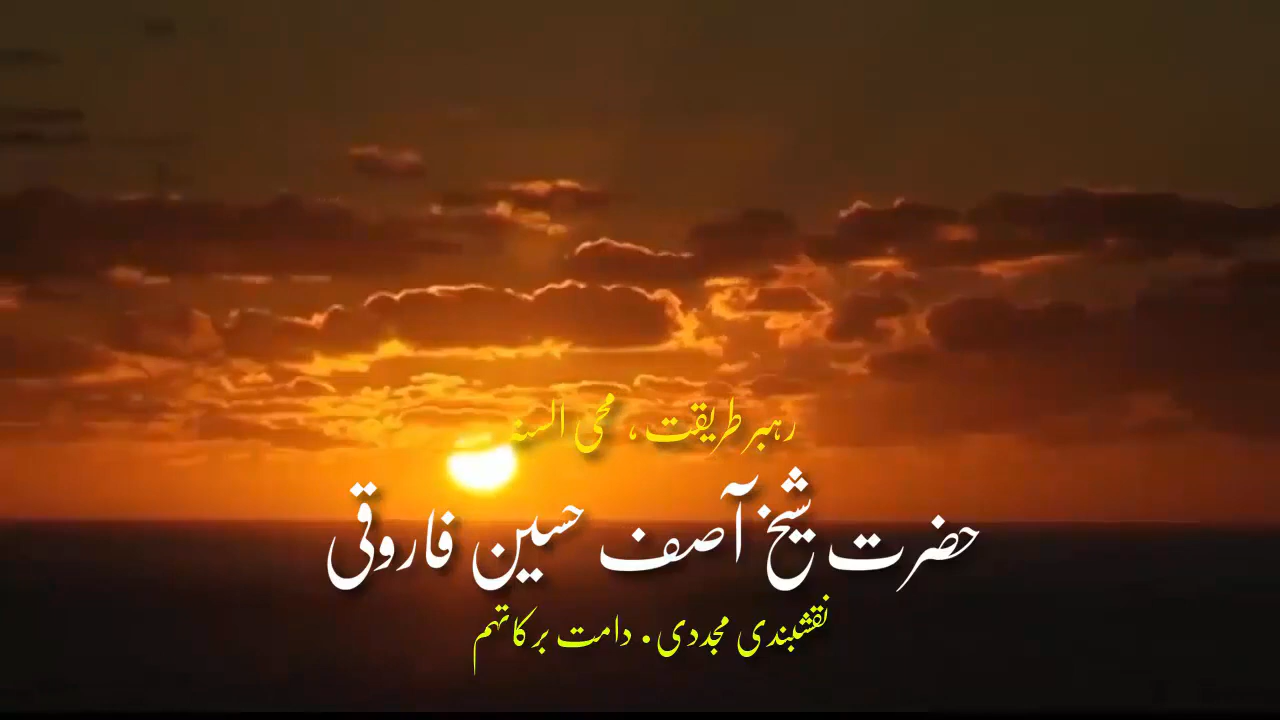 رہبر طریقت، محی السنہ
حضرت شیخ آصف حسین فاروقی
نقشبندی مجددی . دامت برکاتہم